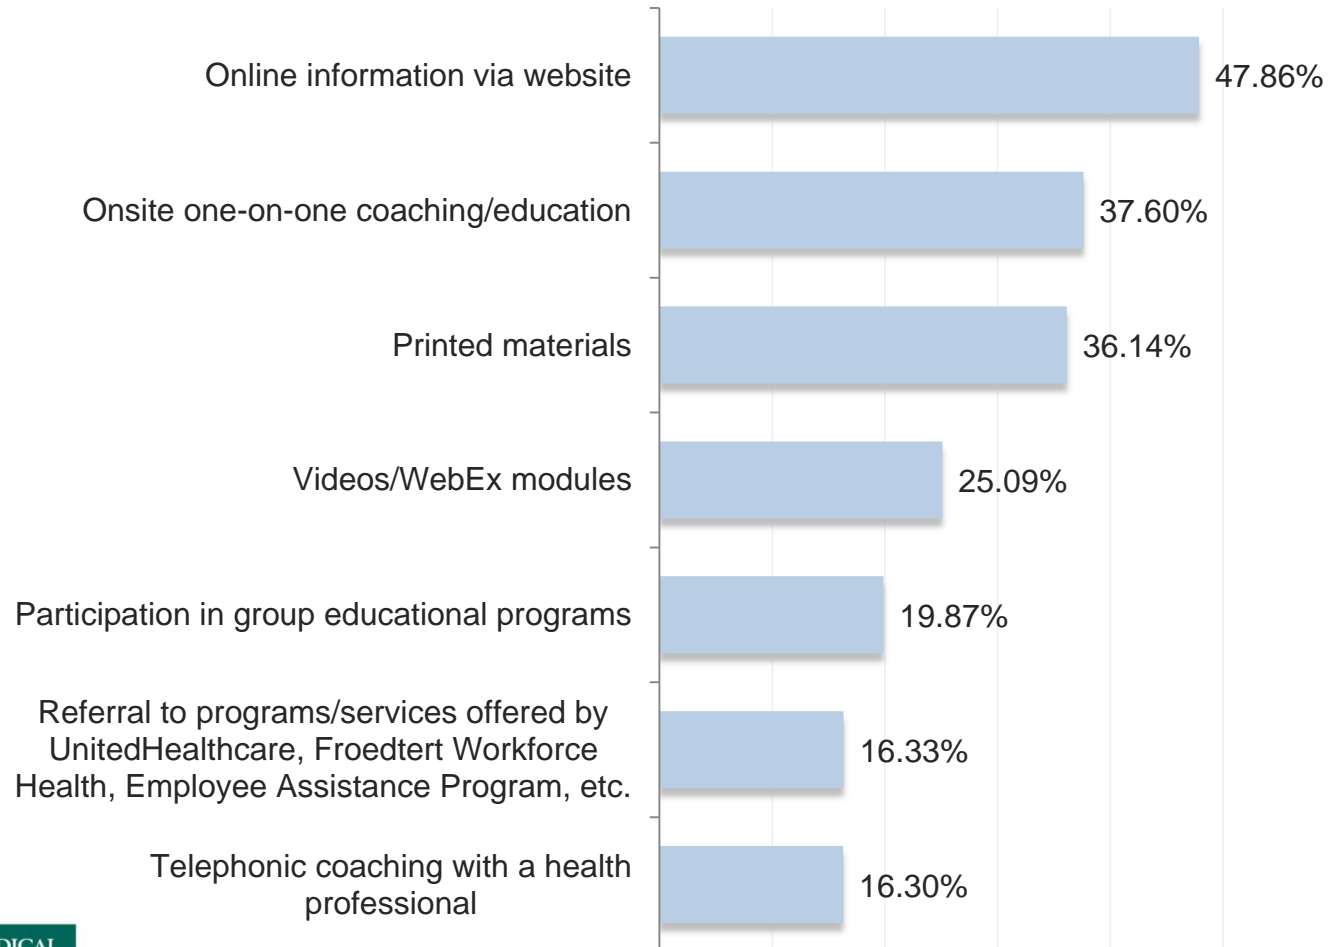 Online information via website
47.86%
Onsite one-on-one coaching/education
37.60%
Printed materials
36.14%
Videos/WebEx modules
25.09%
Participation in group educational programs
19.87%
Referral to programs/services offered by
UnitedHealthcare, Froedtert Workforce
Health, Employee Assistance Program, etc.
16.33%
Telephonic coaching with a health
professional
16.30%